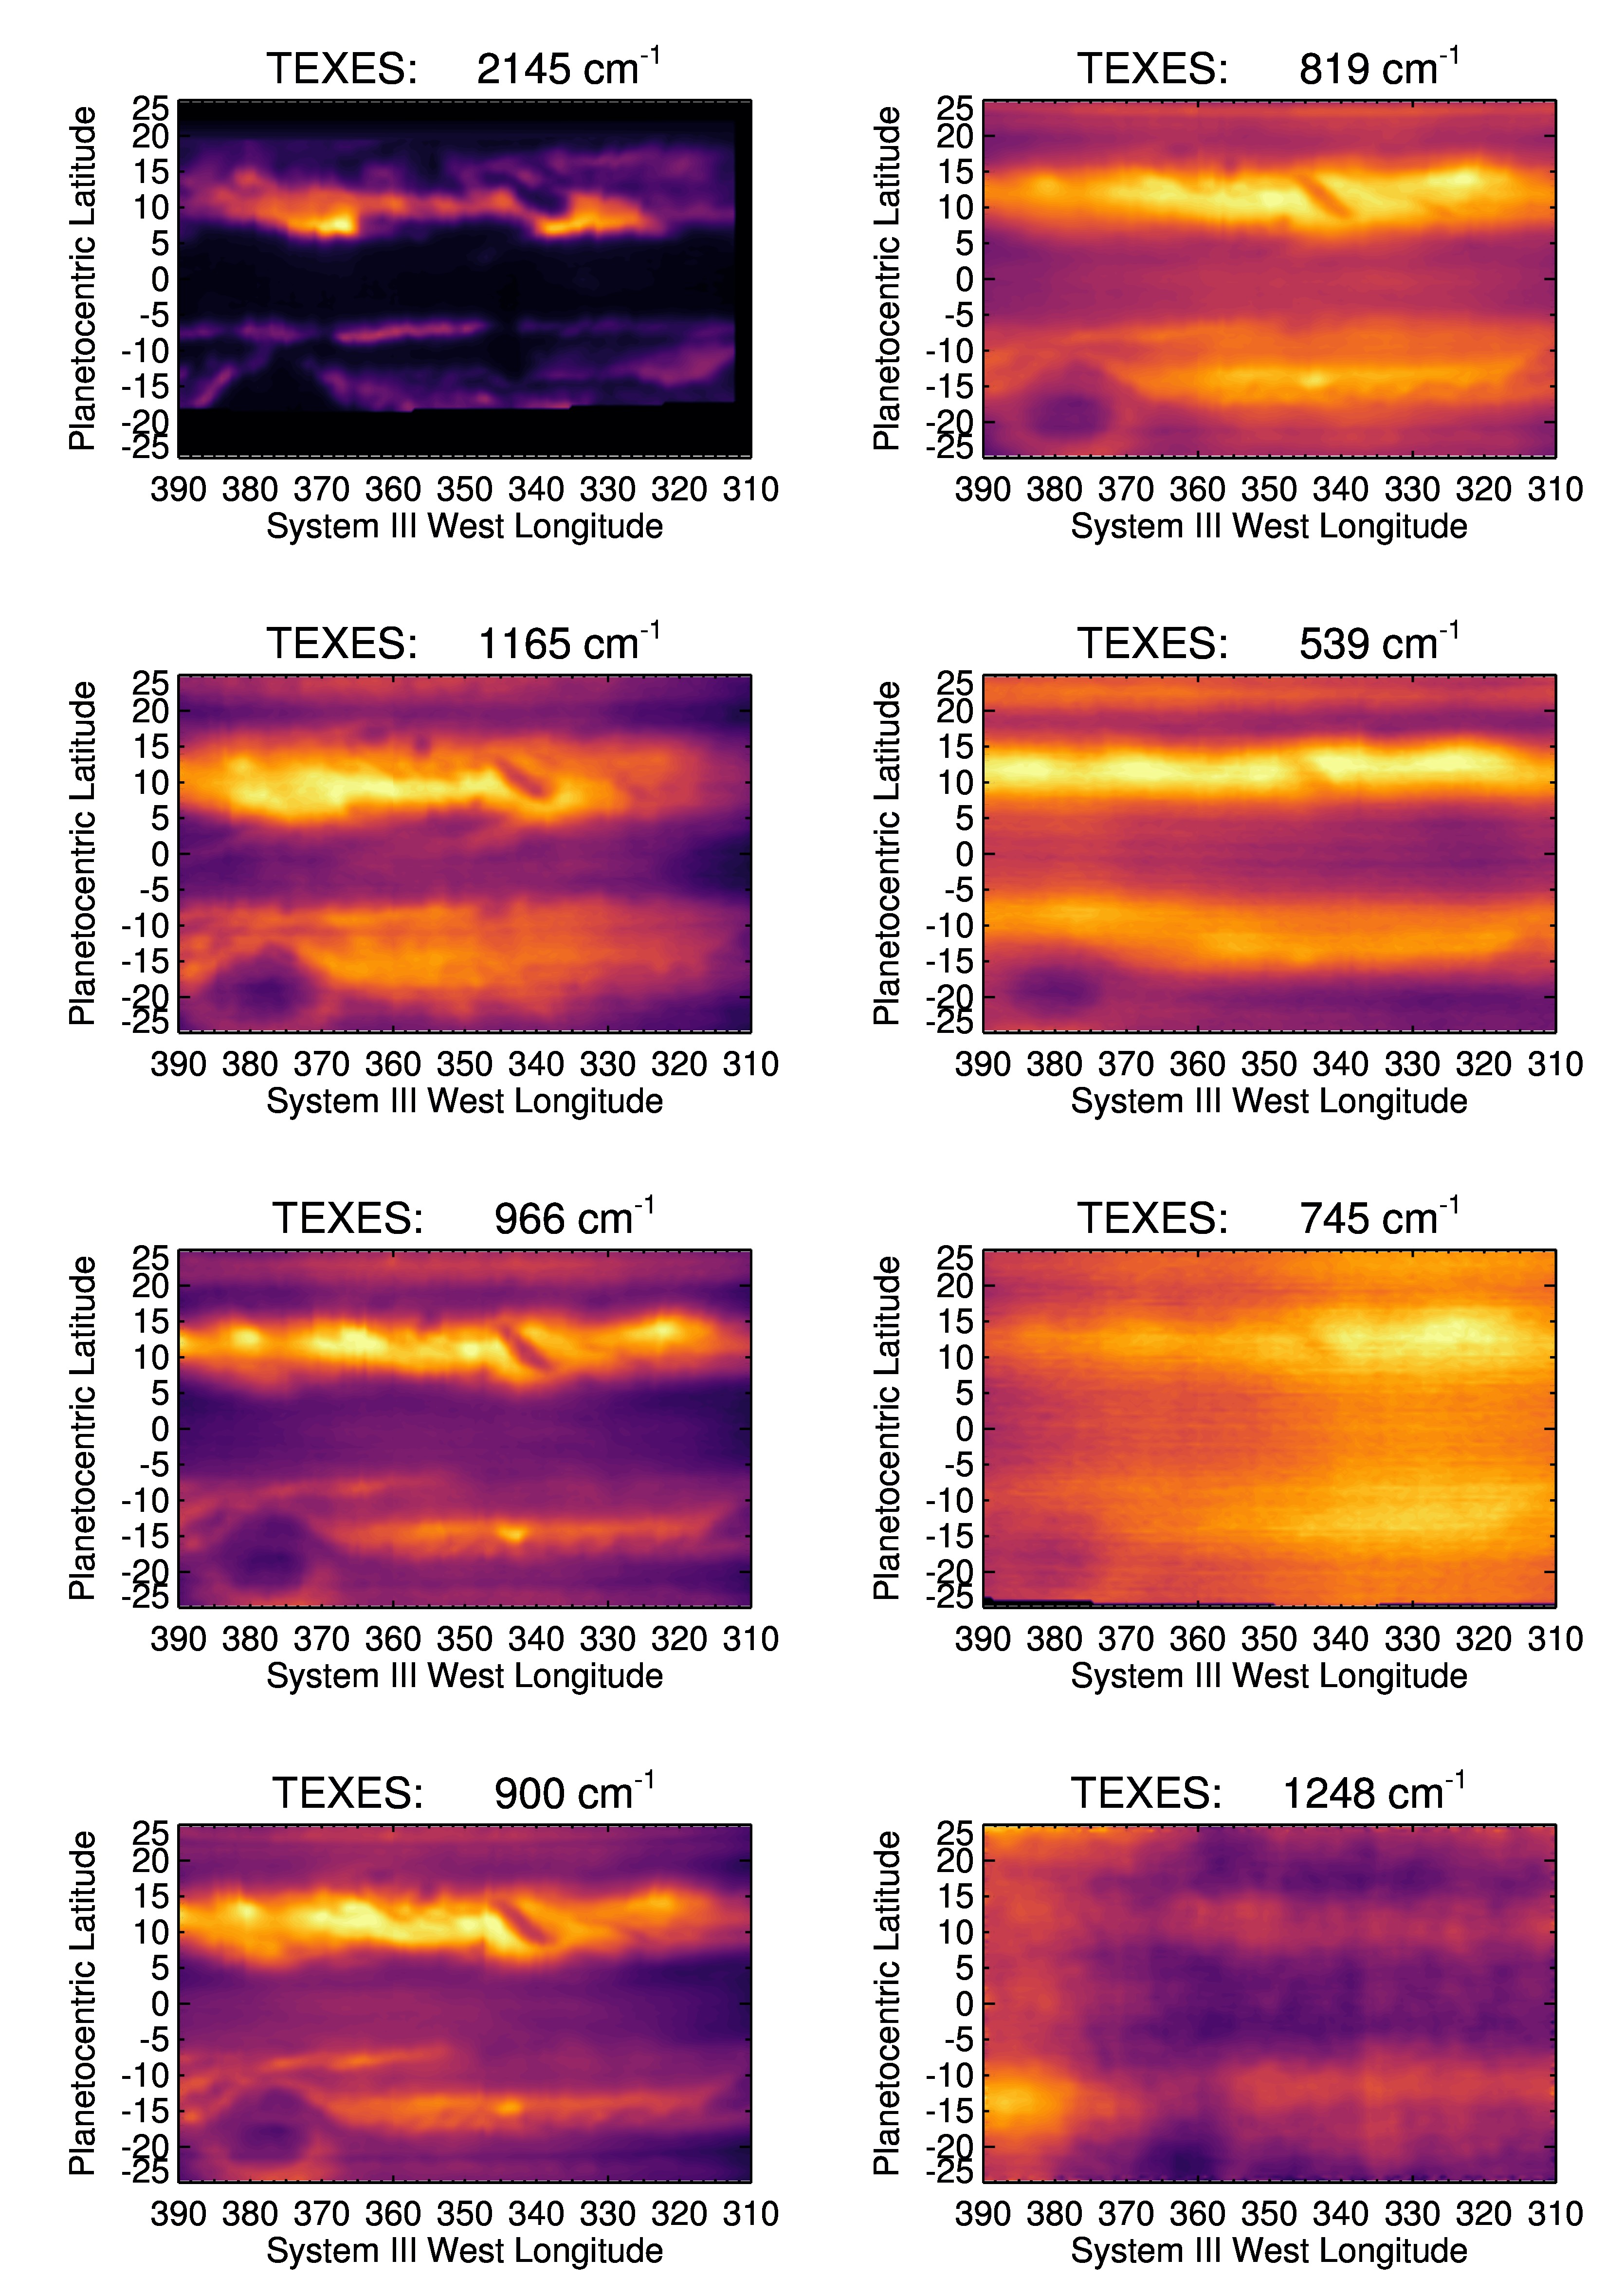 TEXES: 2145 cm⁻¹
Planetocentric Latitude
25
20
15
10
5
0
-5
-10
-15
-20
-25
390 380 370 360 350 340 330 320 310
System III West Longitude
TEXES: 819 cm⁻¹
Planetocentric Latitude
25
20
15
10
5
0
-5
-10
-15
-20
-25
390 380 370 360 350 340 330 320 310
System III West Longitude
TEXES: 1165 cm⁻¹
Planetocentric Latitude
25
20
15
10
5
0
-5
-10
-15
-20
-25
390 380 370 360 350 340 330 320 310
System III West Longitude
TEXES: 539 cm⁻¹
Planetocentric Latitude
25
20
15
10
5
0
-5
-10
-15
-20
-25
390 380 370 360 350 340 330 320 310
System III West Longitude
TEXES: 966 cm⁻¹
Planetocentric Latitude
25
20
15
10
5
0
-5
-10
-15
-20
-25
390 380 370 360 350 340 330 320 310
System III West Longitude
TEXES: 745 cm⁻¹
Planetocentric Latitude
25
20
15
10
5
0
-5
-10
-15
-20
-25
390 380 370 360 350 340 330 320 310
System III West Longitude
TEXES: 900 cm⁻¹
Planetocentric Latitude
25
20
15
10
5
0
-5
-10
-15
-20
-25
390 380 370 360 350 340 330 320 310
System III West Longitude
TEXES: 1248 cm⁻¹
Planetocentric Latitude
25
20
15
10
5
0
-5
-10
-15
-20
-25
390 380 370 360 350 340 330 320 310
System III West Longitude